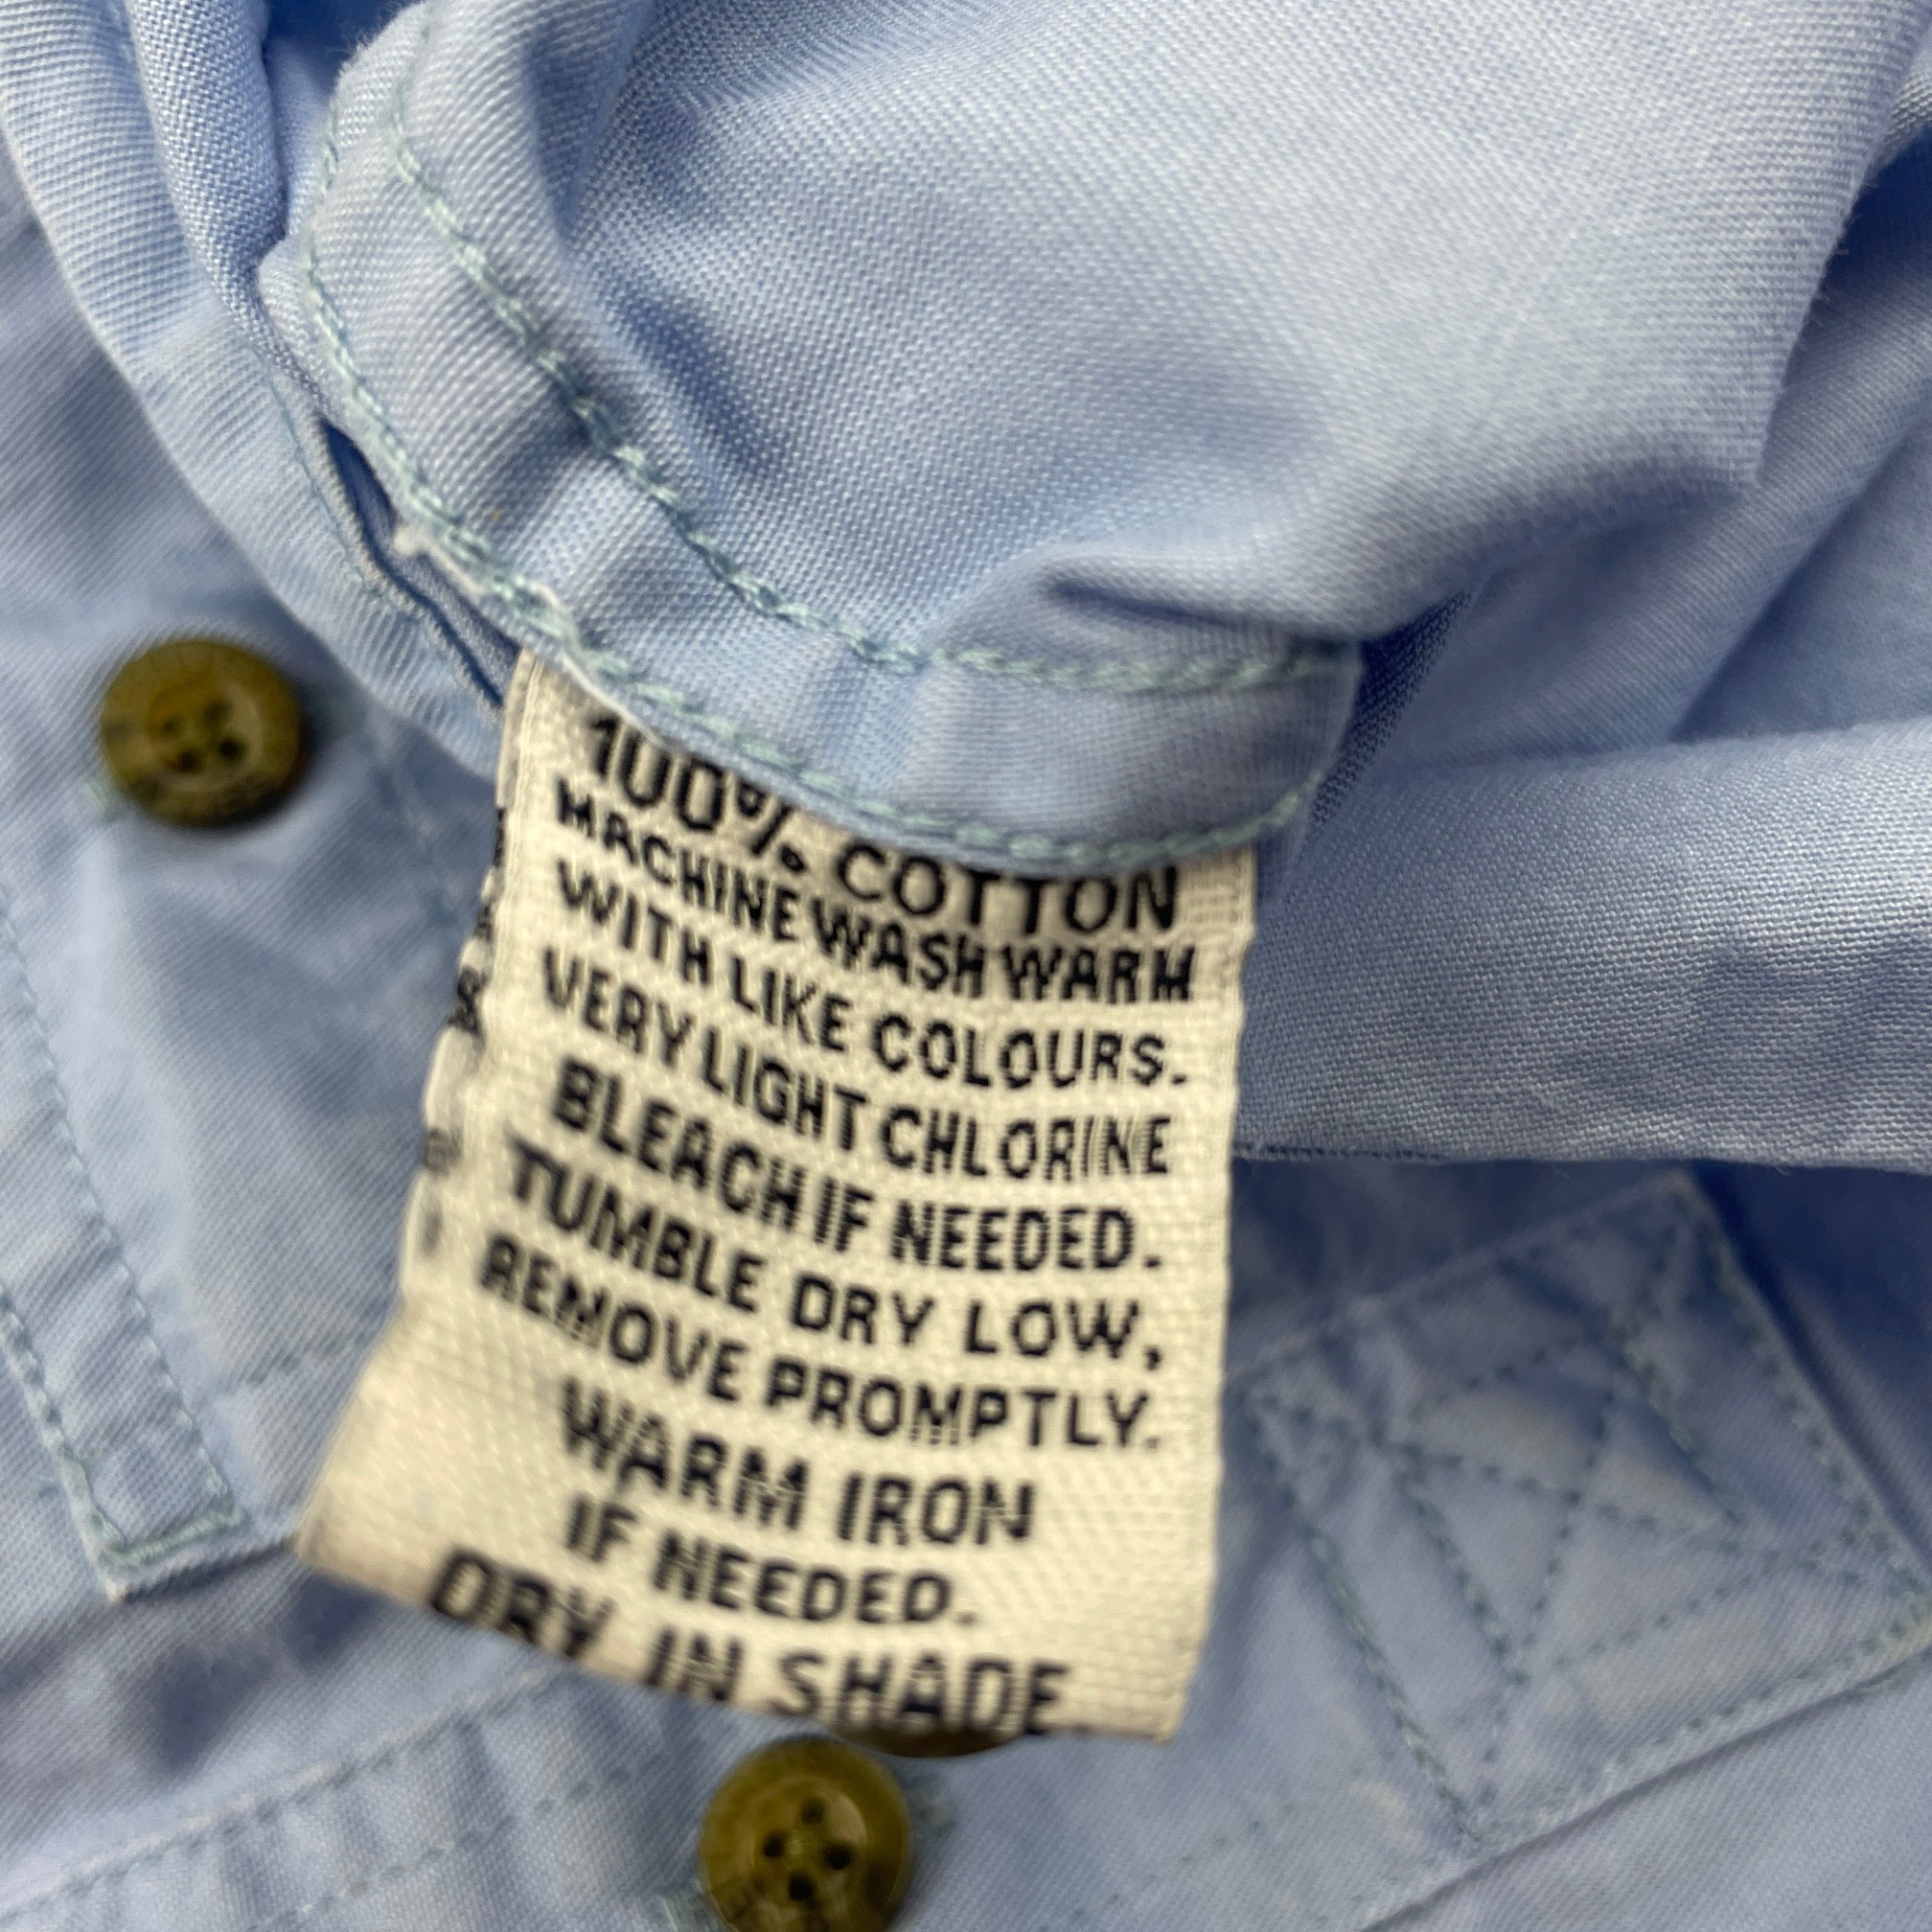 100% COTTON
MACHINE WASH WARM
WITH LIKE COLOURS.
VERY LIGHT CHLORINE
BLEACH IF NEEDED.
TUMBLE DRY LOW,
REMOVE PROMPTLY.
WARM IRON
IF NEEDED.
DRY IN SHADE